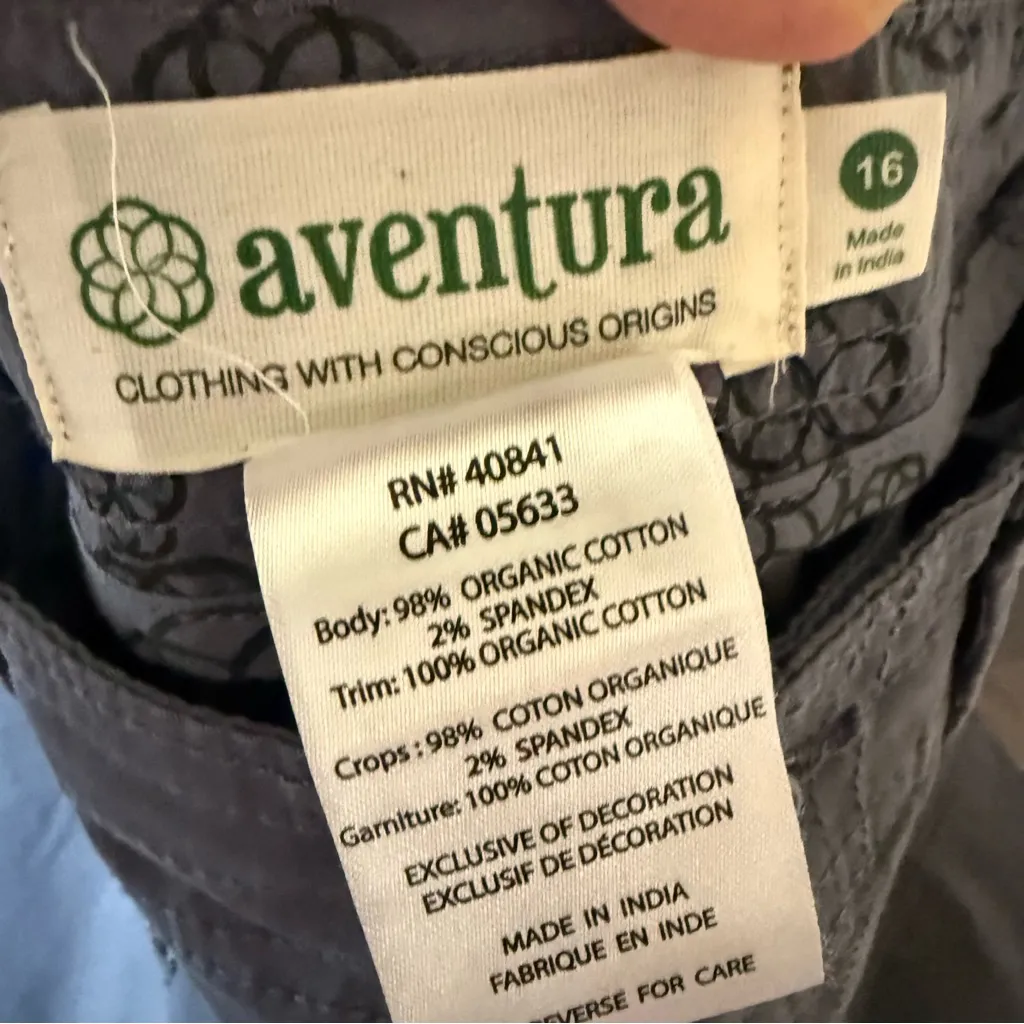 aventura
CLOTHING WITH CONSCIOUS ORIGINS
16
Made
in India
RN# 40841
CA# 05633
Body: 98% ORGANIC COTTON
2% SPANDEX
Trim: 100% ORGANIC COTTON
Crops : 98% COTON ORGANIQUE
2% SPANDEX
Garniture: 100% COTON ORGANIQUE
EXCLUSIVE OF DECORATION
EXCLUSIF DE DÉCORATION
MADE IN INDIA
FABRIQUE EN INDE
FOR CARE